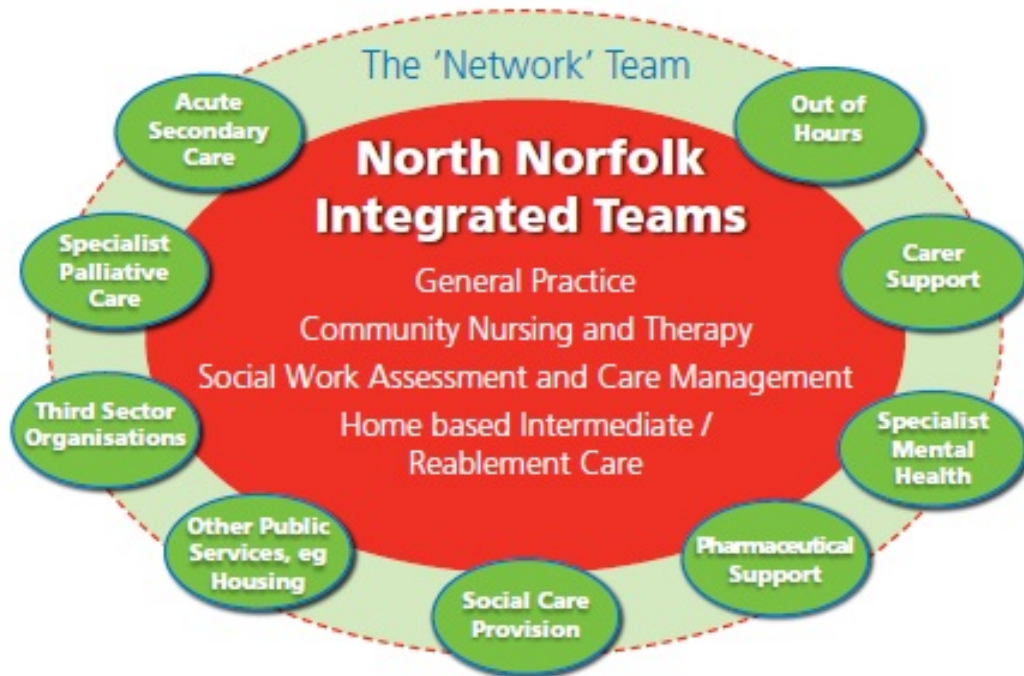 The 'Network' Team
Acute
Secondary
Care
Out of
Hours
North Norfolk
Integrated Teams
General Practice
Community Nursing and Therapy
Social Work Assessment and Care Management
Home based Intermediate /
Reablement Care
Specialist
Palliative
Care
Carer
Support
Third Sector
Organisations
Specialist
Mental
Health
Other Public
Services, eg
Housing
Pharmaceutical
Support
Social Care
Provision